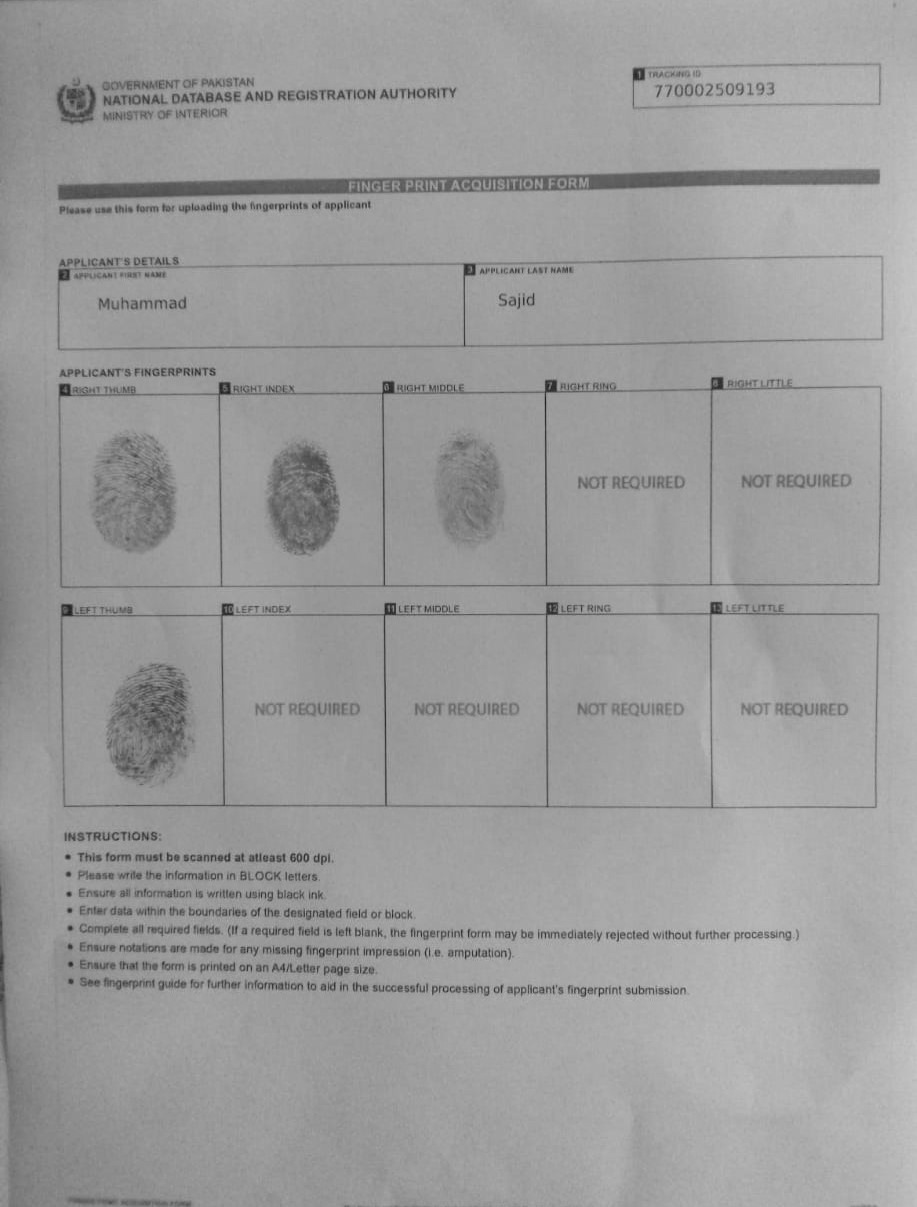 GOVERNMENT OF PAKISTAN
NATIONAL DATABASE AND REGISTRATION AUTHORITY
MINISTRY OF INTERIOR
1 TRACKING ID
770002509193
FINGER PRINT ACQUISITION FORM
Please use this form for uploading the fingerprints of applicant
APPLICANT'S DETAILS
2 APPLICANT FIRST NAME
Muhammad
3 APPLICANT LAST NAME
Sajid
APPLICANT'S FINGERPRINTS
4 RIGHT THUMB
5 RIGHT INDEX
6 RIGHT MIDDLE
7 RIGHT RING
8 RIGHT LITTLE
NOT REQUIRED
NOT REQUIRED
9 LEFT THUMB
10 LEFT INDEX
11 LEFT MIDDLE
12 LEFT RING
13 LEFT LITTLE
NOT REQUIRED
NOT REQUIRED
NOT REQUIRED
NOT REQUIRED
INSTRUCTIONS:
• This form must be scanned at atleast 600 dpi.
• Please write the information in BLOCK letters.
• Ensure all information is written using black ink.
• Enter data within the boundaries of the designated field or block.
• Complete all required fields. (If a required field is left blank, the fingerprint form may be immediately rejected without further processing.)
• Ensure notations are made for any missing fingerprint impression (i.e. amputation).
• Ensure that the form is printed on an A4/Letter page size.
• See fingerprint guide for further information to aid in the successful processing of applicant's fingerprint submission.